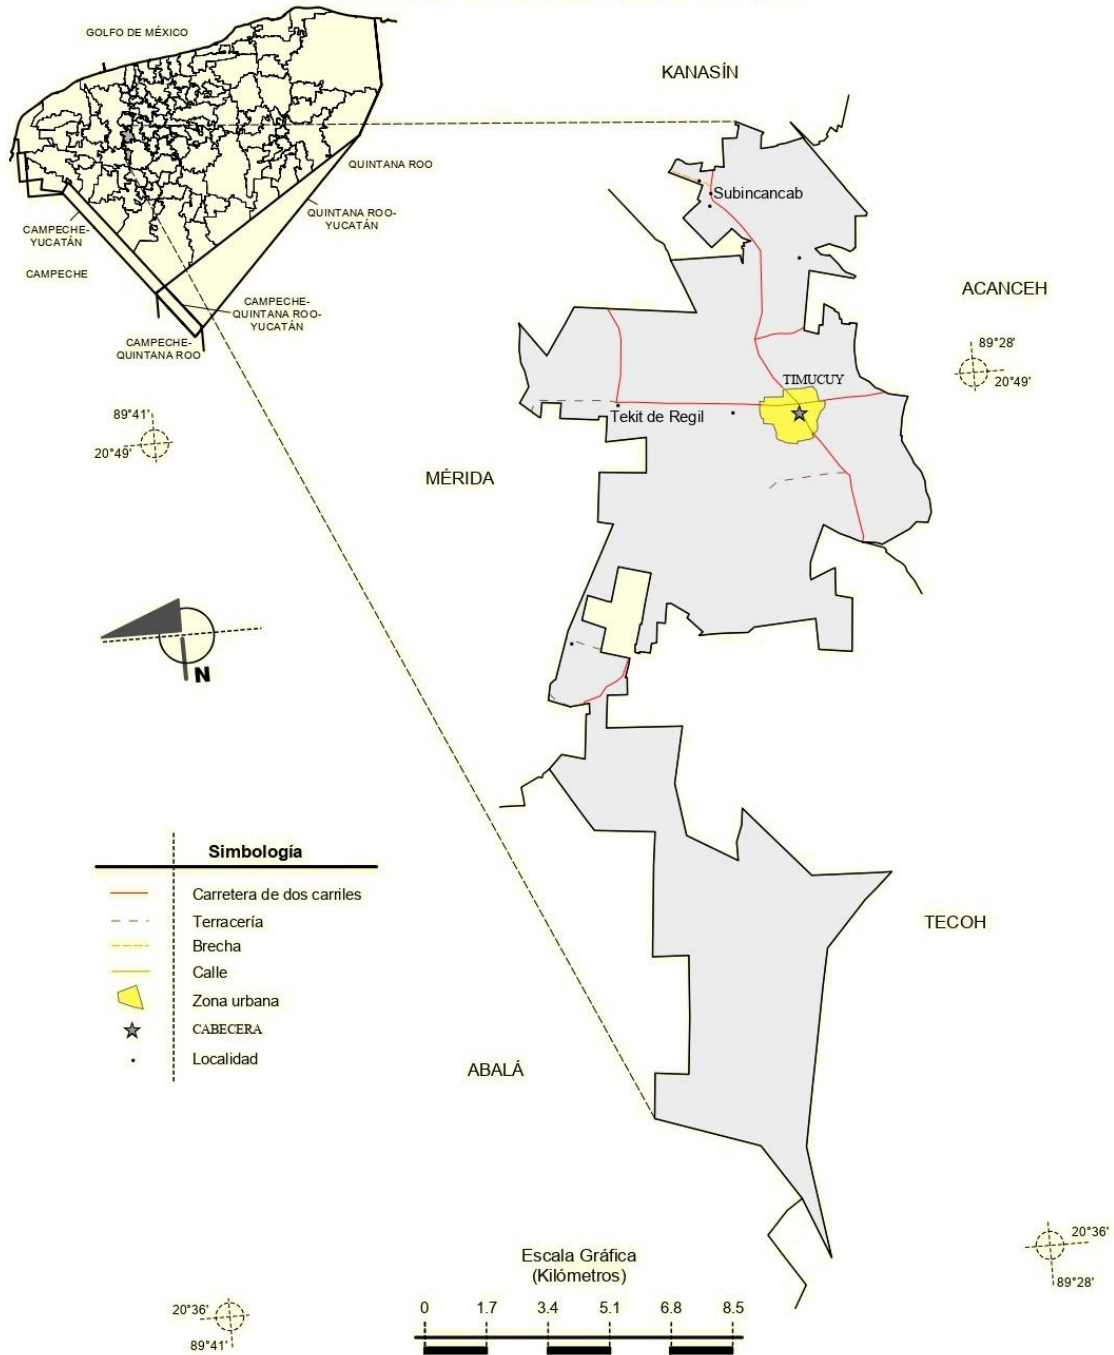 GOLFO DE MÉXICO
KANASÍN
QUINTANA ROO
Subincancab
QUINTANA ROO-
YUCATÁN
CAMPECHE-
YUCATÁN
CAMPECHE
ACANCEH
CAMPECHE-
QUINTANA ROO-
YUCATÁN
CAMPECHE-
QUINTANA ROO
89°28'
20°49'
TIMUCUY
89°41'
20°49'
Tekit de Regil
MÉRIDA
N
Simbología
Carretera de dos carriles
Terracería
Brecha
Calle
Zona urbana
CABECERA
Localidad
TECOH
ABALÁ
20°36'
89°28'
Escala Gráfica
(Kilómetros)
20°36'
89°41'
0 1.7 3.4 5.1 6.8 8.5